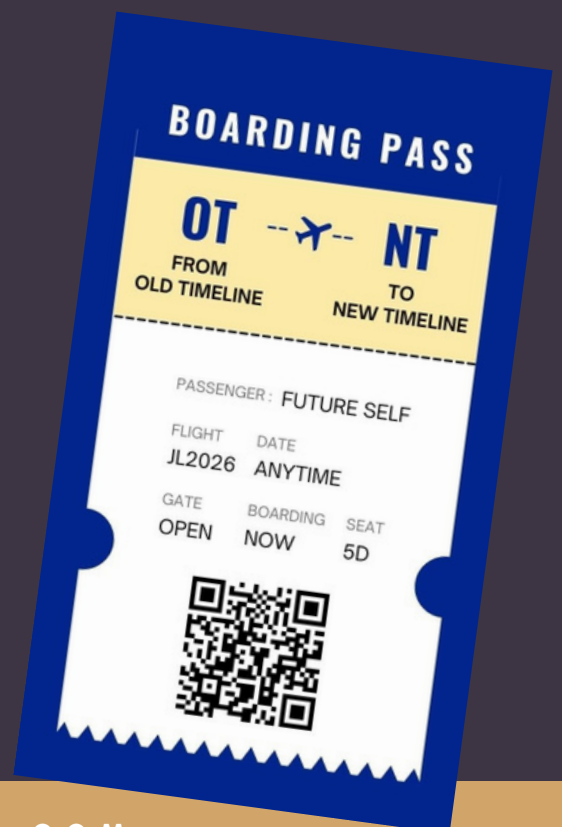 BOARDING PASS
OT --✈-- NT
FROM OLD TIMELINE
TO NEW TIMELINE
PASSENGER: FUTURE SELF
FLIGHT DATE
JL2026 ANYTIME
GATE BOARDING SEAT
OPEN NOW 5D